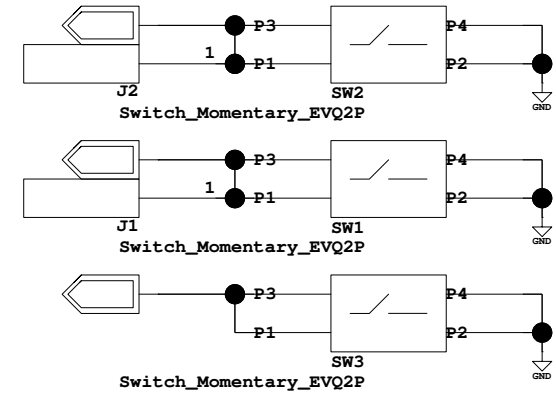 P3 P4
1 P1 P2
J2 SW2 GND
Switch_Momentary_EVQ2P
P3 P4
1 P1 P2
J1 SW1 GND
Switch_Momentary_EVQ2P
P3 P4
P1 P2
SW3 GND
Switch_Momentary_EVQ2P